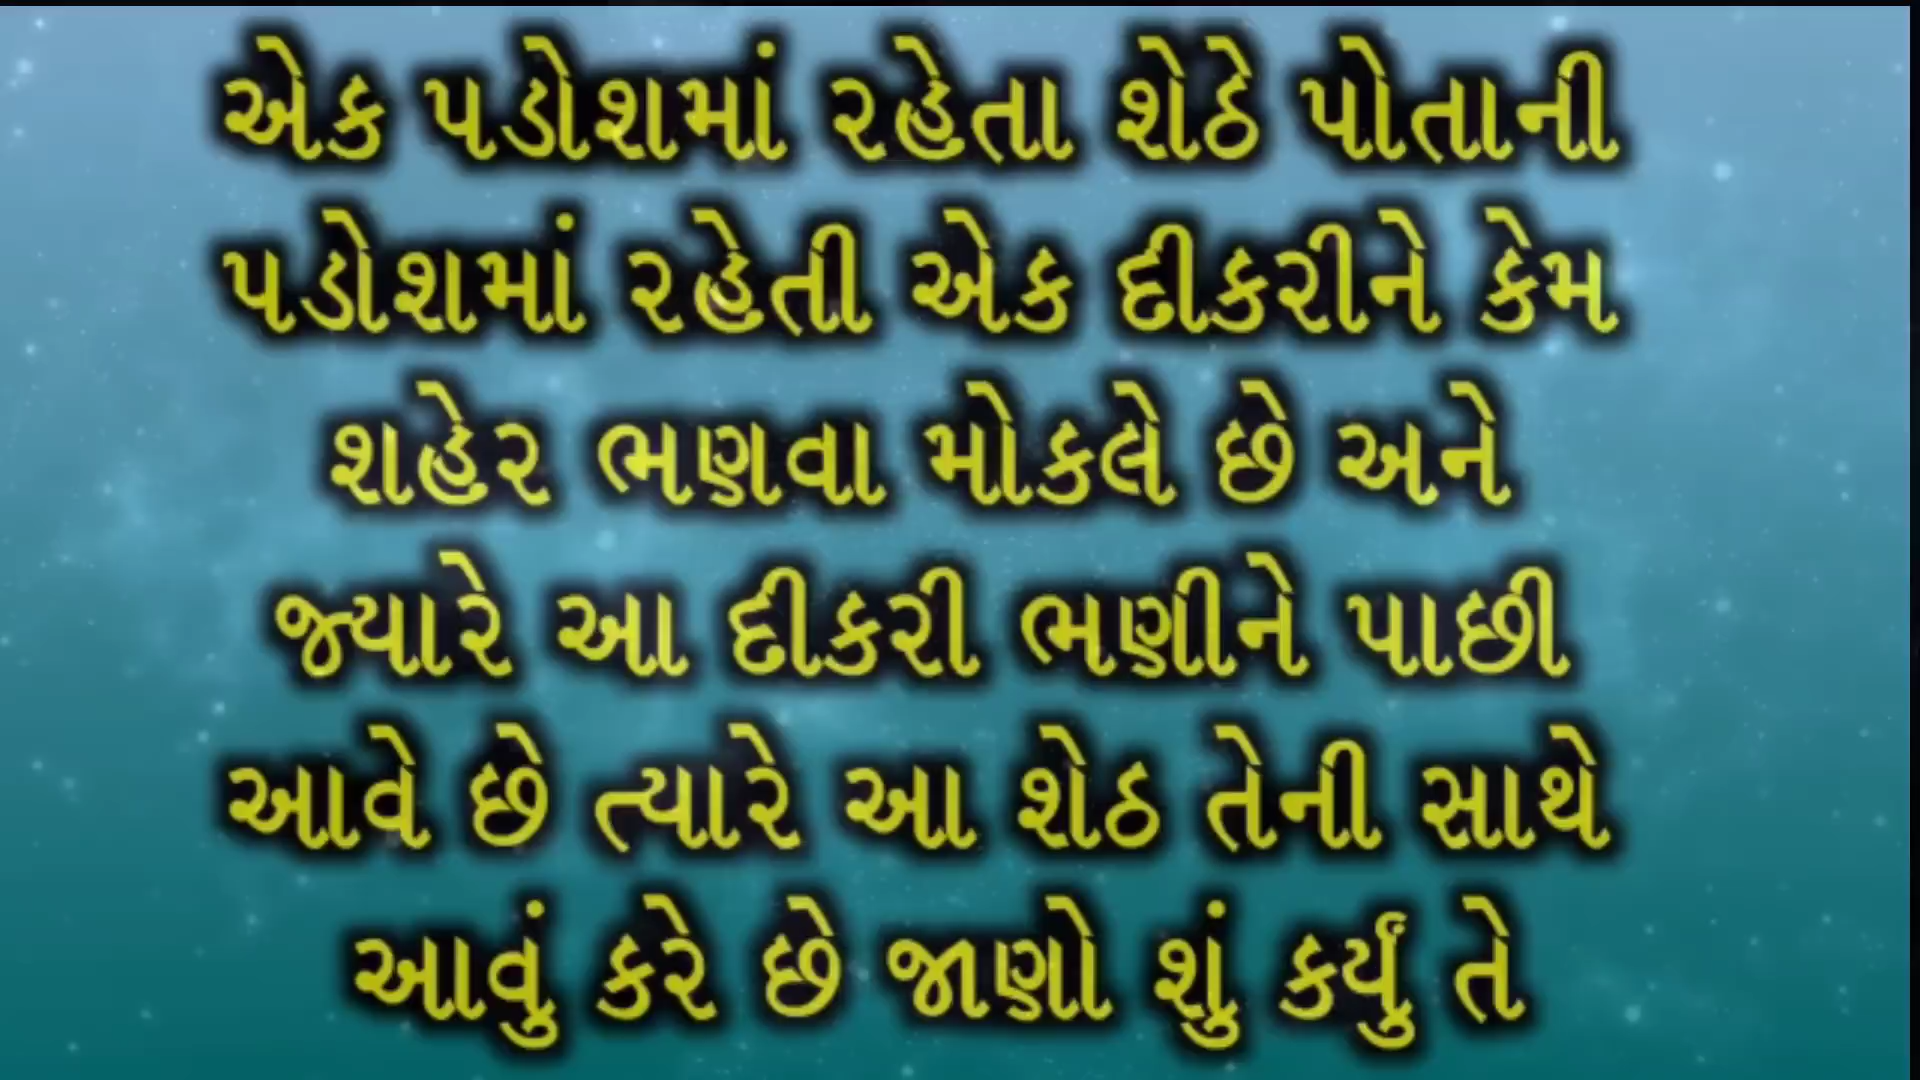 એક પડોશમાં રહેતા શેઠે પોતાની
પડોશમાં રહેતી એક દીકરીને કેમ
શહેર ભણવા મોકલે છે અને
જ્યારે આ દીકરી ભણીને પાછી
આવે છે ત્યારે આ શેઠ તેની સાથે
આવું કરે છે જાણો શું કર્યું તે